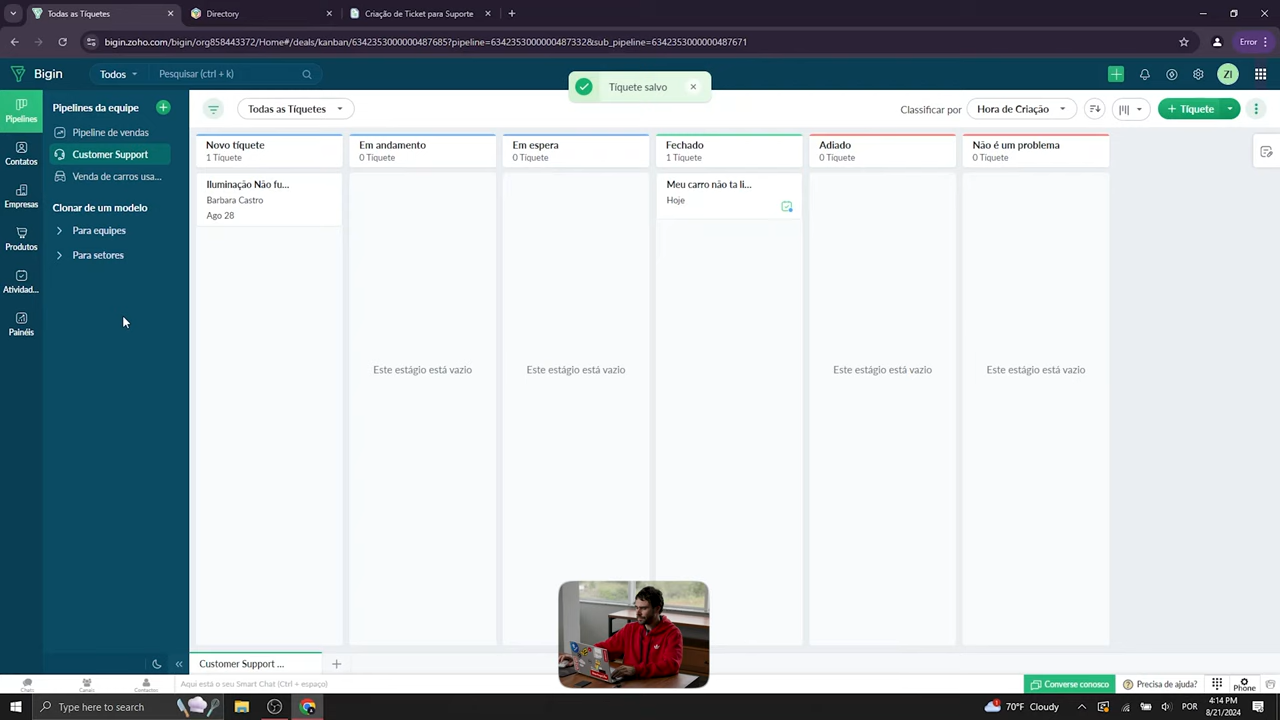 Todas as Tíquetes
Directory
Criação de Ticket para Suporte
bigin.zoho.com/bigin/org858443372/Home#/deals/kanban/6342353000000487685?pipeline=6342353000000487332&sub_pipeline=6342353000000487671
Error
Bigin
Todos
Pesquisar (ctrl + k)
Tíquete salvo
ZI
Pipelines
Contatos
Empresas
Produtos
Atividad...
Painéis
Pipelines da equipe
Pipeline de vendas
Customer Support
Venda de carros usa...
Clonar de um modelo
Para equipes
Para setores
Todas as Tíquetes
Classificar por
Hora de Criação
+ Tíquete
Novo tíquete
1 Tíquete
Iluminação Não fu...
Barbara Castro
Ago 28
Em andamento
0 Tíquete
Este estágio está vazio
Em espera
0 Tíquete
Este estágio está vazio
Fechado
1 Tíquete
Meu carro não ta li...
Hoje
Adiado
0 Tíquete
Este estágio está vazio
Não é um problema
0 Tíquete
Este estágio está vazio
Customer Support ...
Chats
Canais
Contactos
Aqui está o seu Smart Chat (Ctrl + espaço)
Converse conosco
Precisa de ajuda?
Phone
Type here to search
70°F Cloudy
POR
4:14 PM
8/21/2024